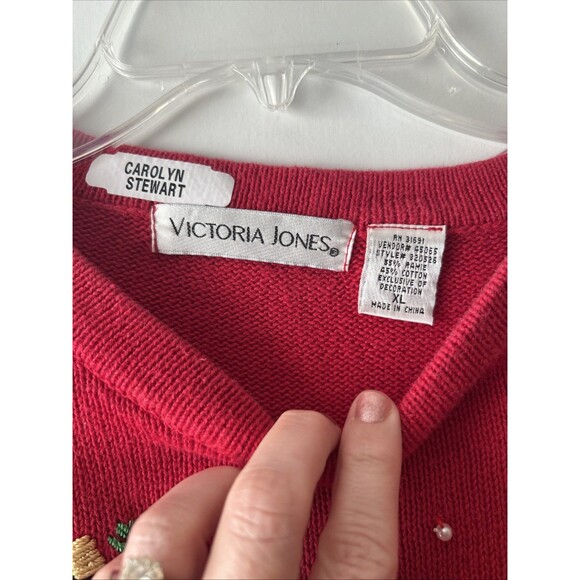 CAROLYN
STEWART
VICTORIA JONES®
RN 31691
VENDOR# 65065
STYLE# 320526
55% RAMIE
45% COTTON
EXCLUSIVE OF
DECORATION
XL
MADE IN CHINA